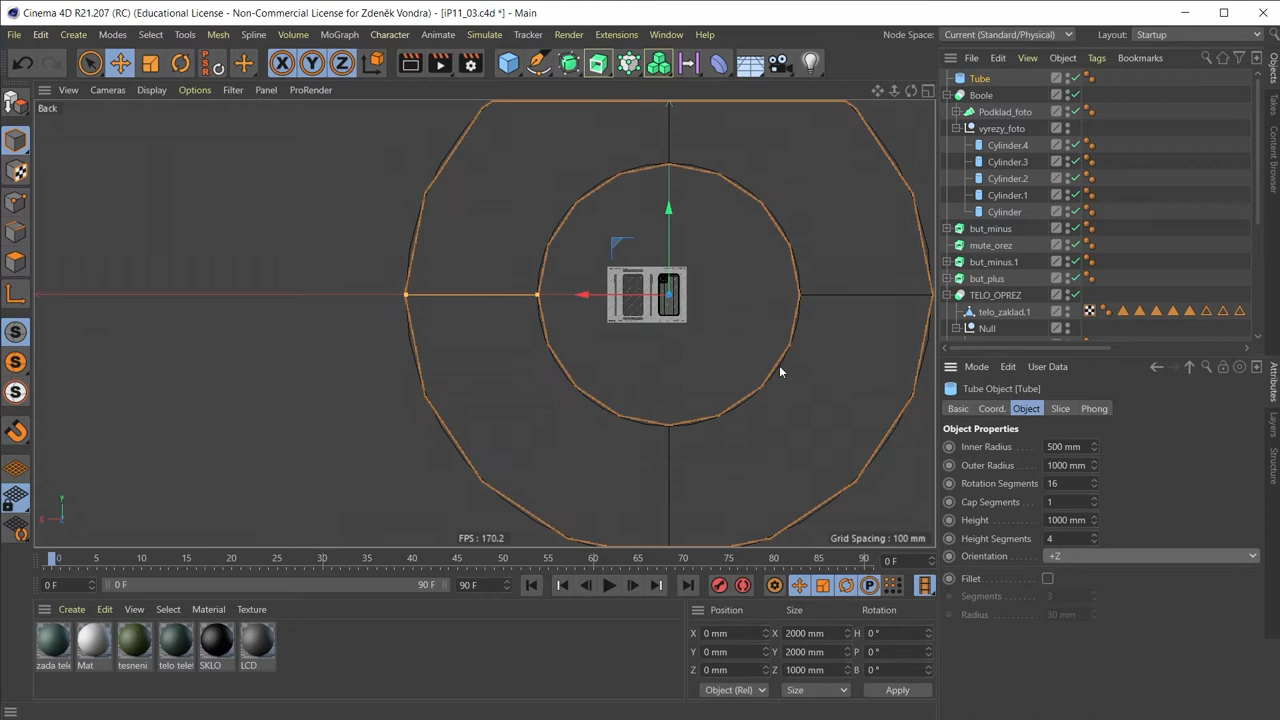 Cinema 4D R21.207 (RC) (Educational License - Non-Commercial License for Zdeněk Vondra) - [iP11_03.c4d *] - Main
File Edit Create Modes Select Tools Mesh Spline Volume MoGraph Character Animate Simulate Tracker Render Extensions Window Help Node Space: Current (Standard/Physical) Layout: Startup
X Y Z PSR
File Edit View Object Tags Bookmarks
View Cameras Display Options Filter Panel ProRender
Tube
Back
Boole
Podklad_foto
vyrezy_foto
Cylinder.4
Cylinder.3
Cylinder.2
Cylinder.1
Cylinder
but_minus
mute_orez
but_minus.1
but_plus
TELO_OPREZ
telo_zaklad.1
Null
Objects
Takes
Content Browser
Mode Edit User Data
Tube Object [Tube]
Basic Coord. Object Slice Phong
Object Properties
Inner Radius 500 mm
Outer Radius 1000 mm
Rotation Segments 16
Cap Segments 1
Height 1000 mm
Height Segments 4
Orientation +Z
Fillet
Segments 3
Radius 30 mm
Attributes
Layers
Structure
Y
X Z
FPS : 170.2 Grid Spacing : 100 mm
0 5 10 15 20 25 30 35 40 45 50 55 60 65 70 75 80 85 90 0 F
0 F 0 F 90 F 90 F
Create Edit View Select Material Texture
Position Size Rotation
zada tele Mat tesneni telo telef SKLO LCD
X 0 mm X 2000 mm H 0 °
Y 0 mm Y 2000 mm P 0 °
Z 0 mm Z 1000 mm B 0 °
Object (Rel) Size Apply